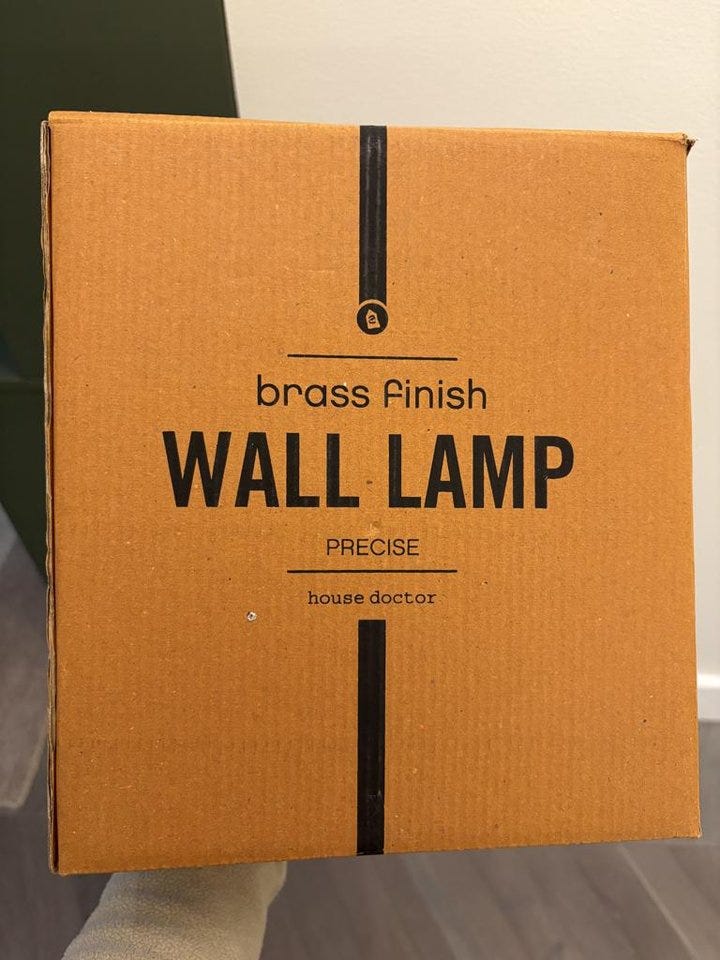 brass finish
WALL LAMP
PRECISE
house doctor